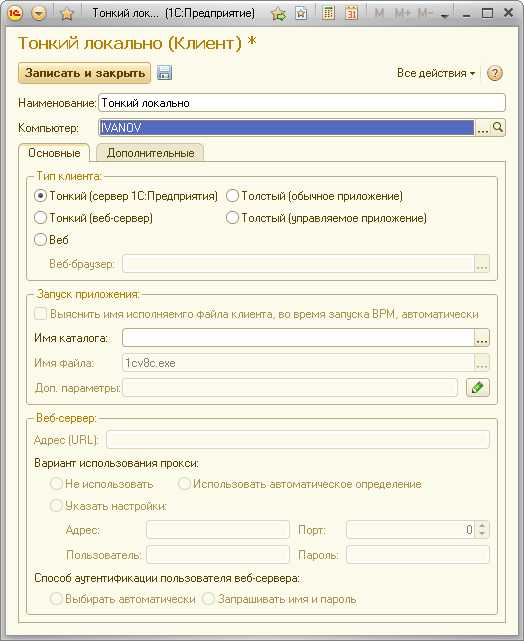 Тонкий лок... (1С:Предприятие)
31 M M+ M−
Тонкий локально (Клиент) *
Записать и закрыть Все действия ?
Наименование: Тонкий локально
Компьютер: IVANOV ...
Основные Дополнительные
Тип клиента:
Тонкий (сервер 1С:Предприятия) Толстый (обычное приложение)
Тонкий (веб-сервер) Толстый (управляемое приложение)
Веб
Веб-браузер: ...
Запуск приложения:
Выяснить имя исполняемго файла клиента, во время запуска ВРМ, автоматически
Имя каталога: ...
Имя файла: 1cv8c.exe ...
Доп. параметры:
Веб-сервер:
Адрес (URL):
Вариант использования прокси:
Не использовать Использовать автоматическое определение
Указать настройки:
Адрес: Порт: 0
Пользователь: Пароль:
Способ аутентификации пользователя веб-сервера:
Выбирать автоматически Запрашивать имя и пароль